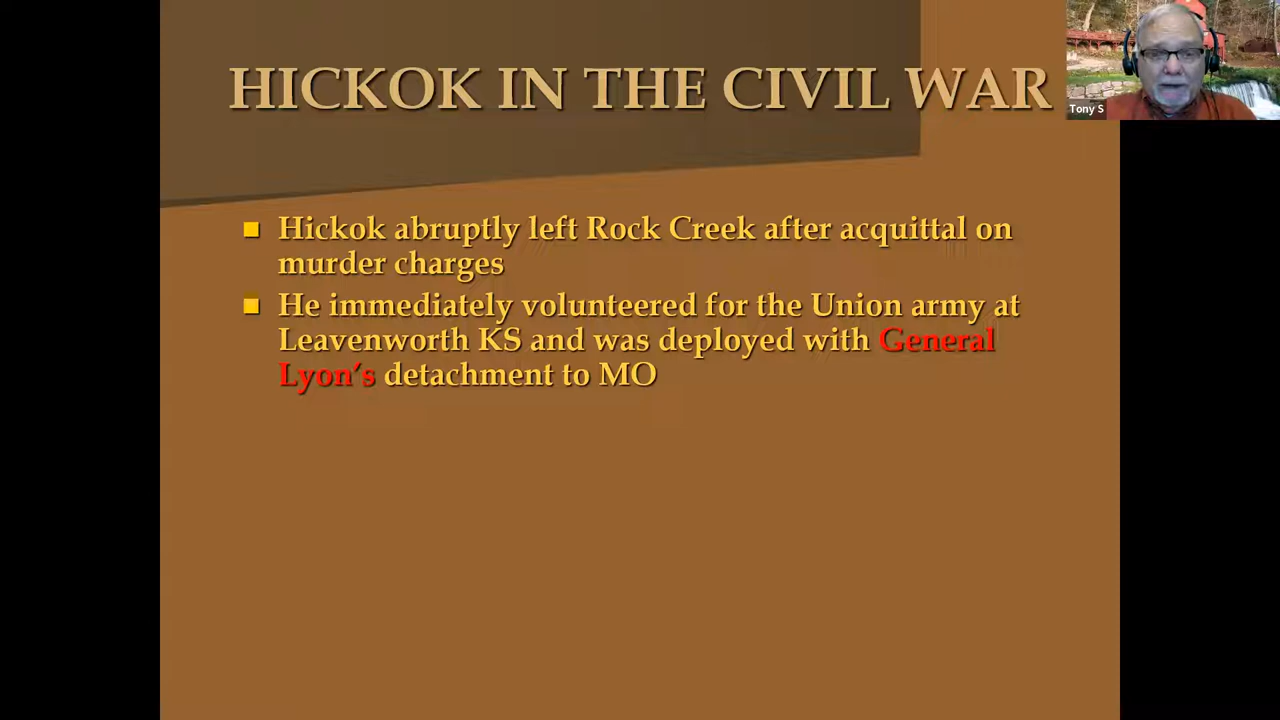 HICKOK IN THE CIVIL WAR
Tony S
Hickok abruptly left Rock Creek after acquittal on
murder charges
He immediately volunteered for the Union army at
Leavenworth KS and was deployed with General
Lyon’s detachment to MO